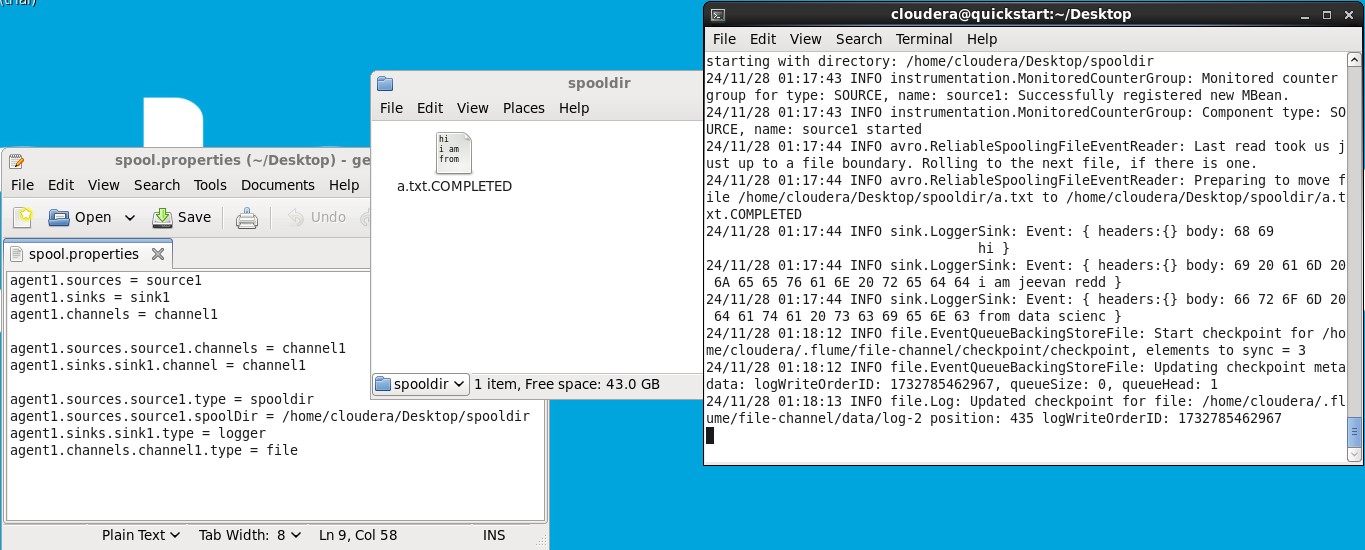 (trial)
spool.properties (~/Desktop) - ge
File Edit View Search Tools Documents Help
Open Save Undo
spool.properties
agent1.sources = source1
agent1.sinks = sink1
agent1.channels = channel1
agent1.sources.source1.channels = channel1
agent1.sinks.sink1.channel = channel1
agent1.sources.source1.type = spooldir
agent1.sources.source1.spoolDir = /home/cloudera/Desktop/spooldir
agent1.sinks.sink1.type = logger
agent1.channels.channel1.type = file
Plain Text Tab Width: 8 Ln 9, Col 58 INS
spooldir
File Edit View Places Help
hi
i am
from
a.txt.COMPLETED
spooldir 1 item, Free space: 43.0 GB
cloudera@quickstart:~/Desktop
File Edit View Search Terminal Help
starting with directory: /home/cloudera/Desktop/spooldir
24/11/28 01:17:43 INFO instrumentation.MonitoredCounterGroup: Monitored counter
group for type: SOURCE, name: source1: Successfully registered new MBean.
24/11/28 01:17:43 INFO instrumentation.MonitoredCounterGroup: Component type: SO
URCE, name: source1 started
24/11/28 01:17:44 INFO avro.ReliableSpoolingFileEventReader: Last read took us j
ust up to a file boundary. Rolling to the next file, if there is one.
24/11/28 01:17:44 INFO avro.ReliableSpoolingFileEventReader: Preparing to move f
ile /home/cloudera/Desktop/spooldir/a.txt to /home/cloudera/Desktop/spooldir/a.t
xt.COMPLETED
24/11/28 01:17:44 INFO sink.LoggerSink: Event: { headers:{} body: 68 69
hi }
24/11/28 01:17:44 INFO sink.LoggerSink: Event: { headers:{} body: 69 20 61 6D 20
6A 65 65 76 61 6E 20 72 65 64 64 i am jeevan redd }
24/11/28 01:17:44 INFO sink.LoggerSink: Event: { headers:{} body: 66 72 6F 6D 20
64 61 74 61 20 73 63 69 65 6E 63 from data scienc }
24/11/28 01:18:12 INFO file.EventQueueBackingStoreFile: Start checkpoint for /ho
me/cloudera/.flume/file-channel/checkpoint/checkpoint, elements to sync = 3
24/11/28 01:18:12 INFO file.EventQueueBackingStoreFile: Updating checkpoint meta
data: logWriteOrderID: 1732785462967, queueSize: 0, queueHead: 1
24/11/28 01:18:13 INFO file.Log: Updated checkpoint for file: /home/cloudera/.fl
ume/file-channel/data/log-2 position: 435 logWriteOrderID: 1732785462967